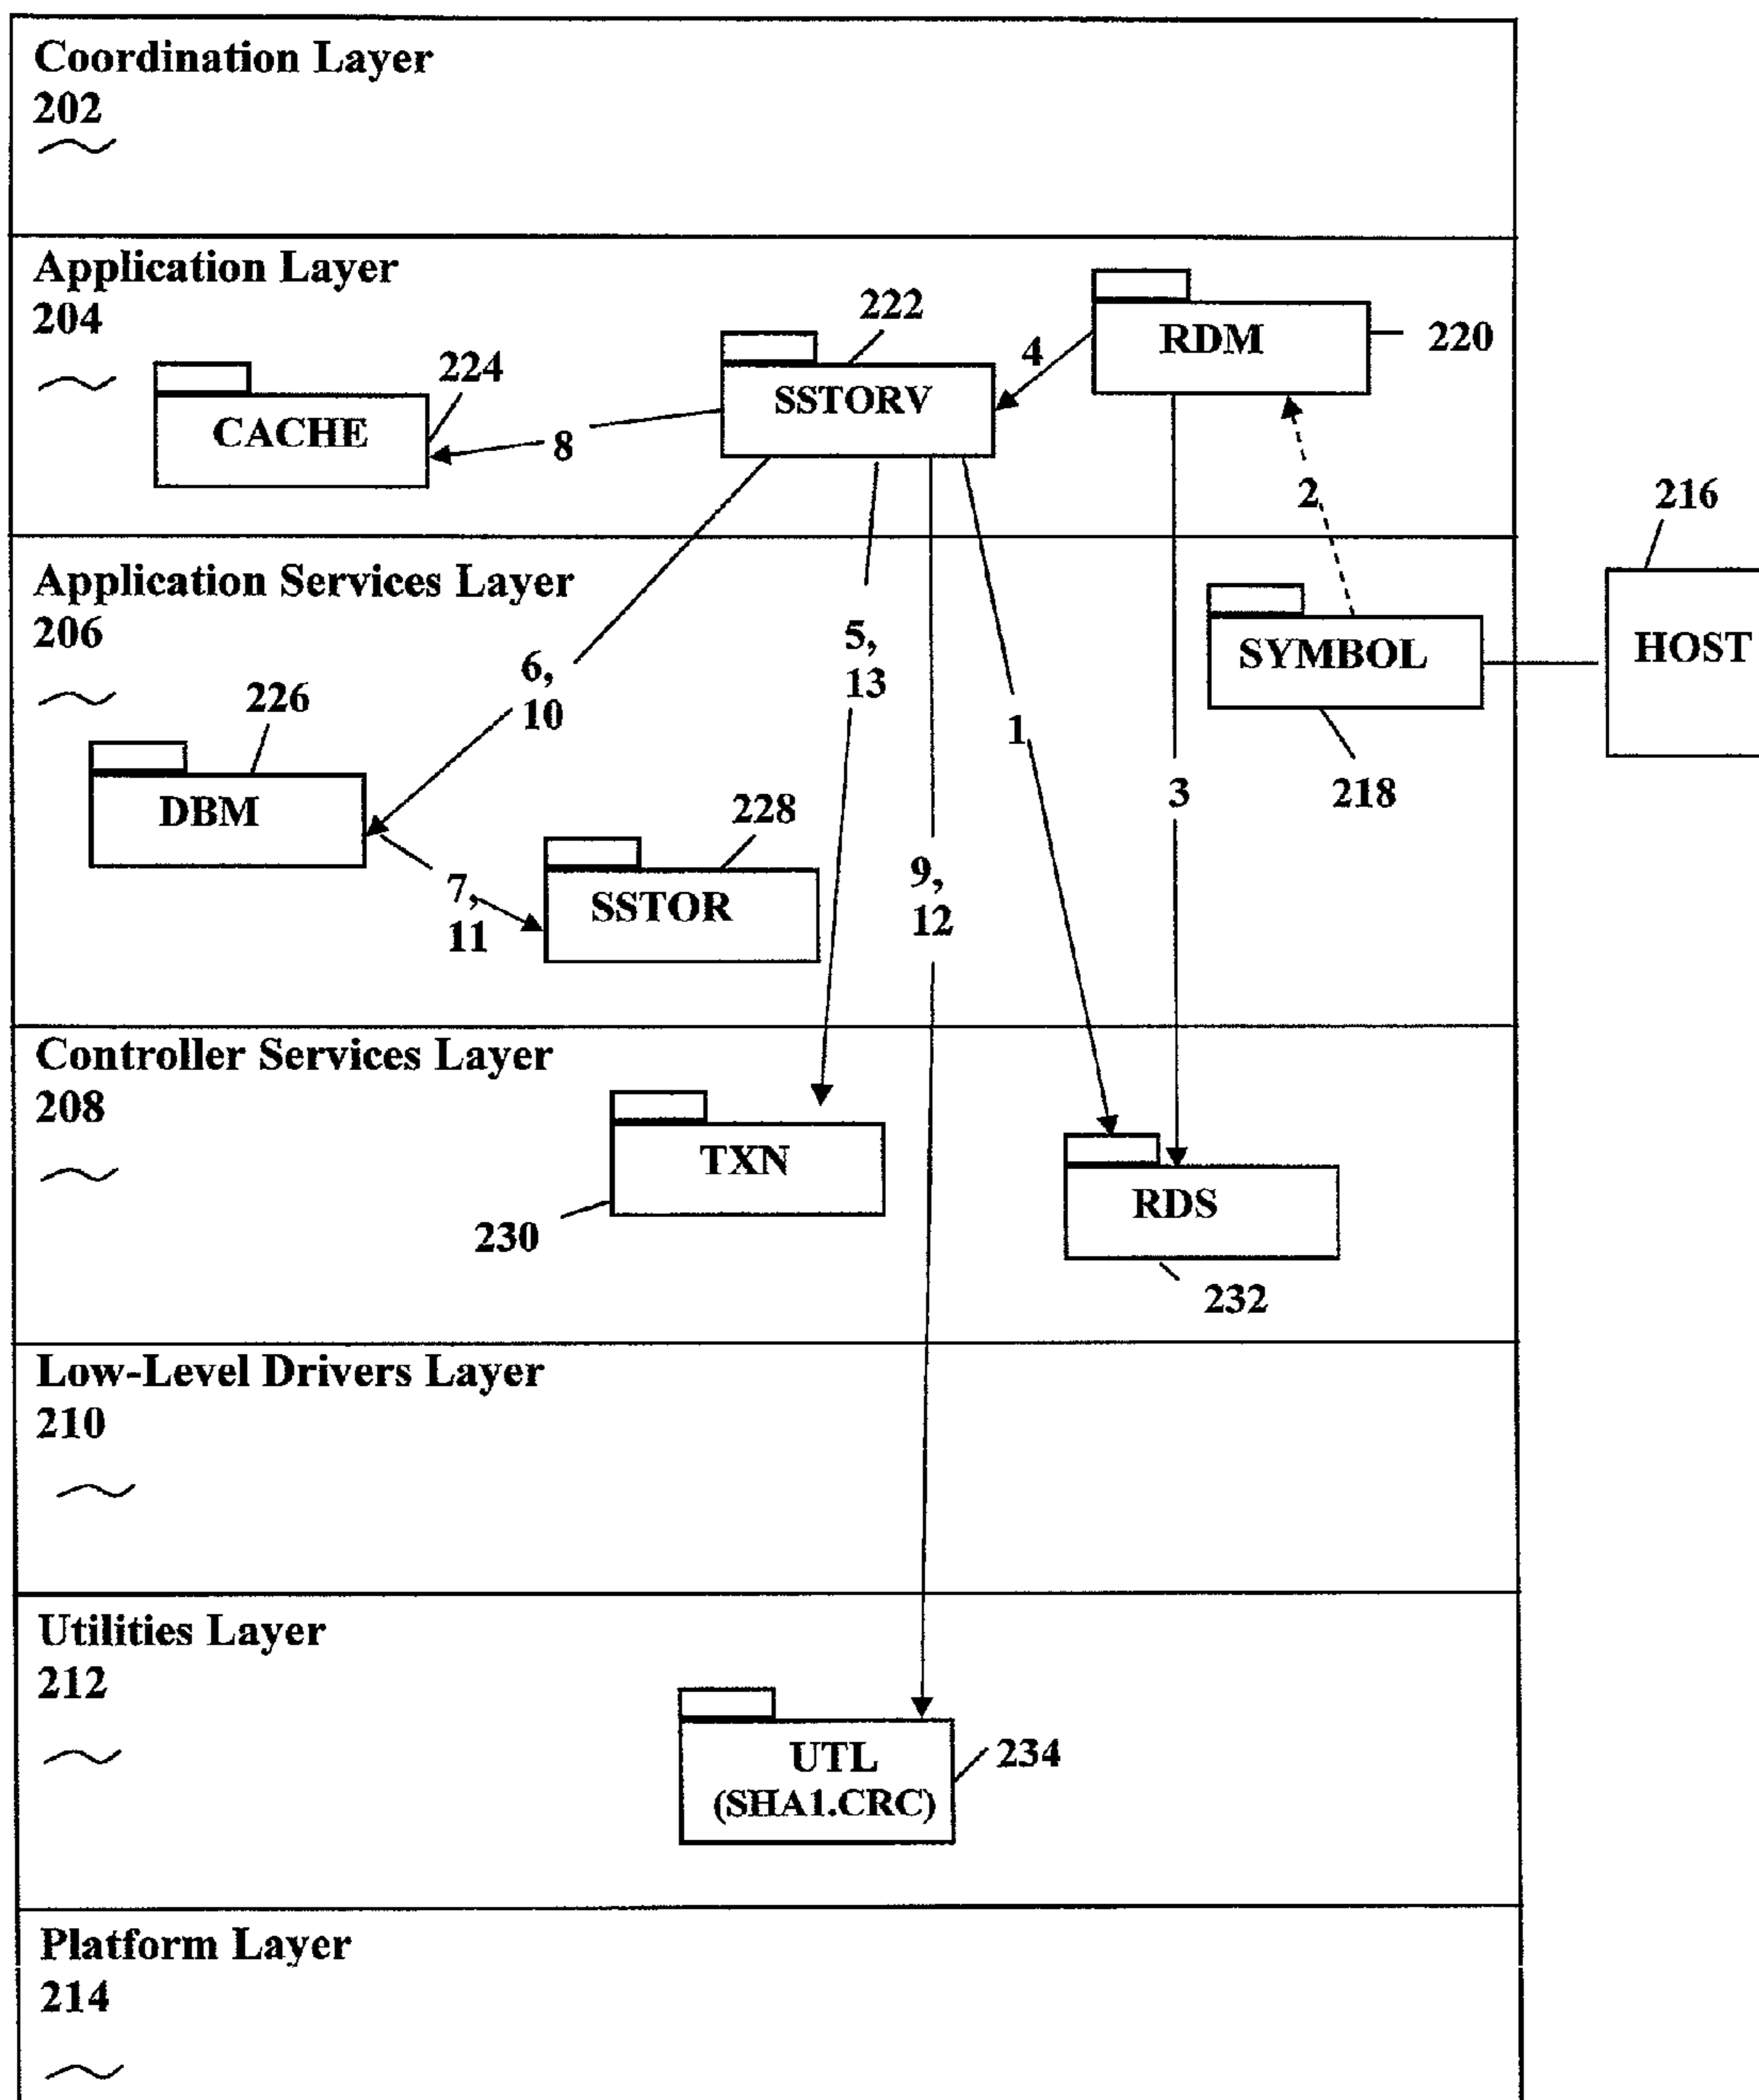 Coordination Layer
202
Application Layer
204
222
RDM
220
4
224
SSTORV
CACHE
8
2
216
Application Services Layer
206
5,
13
SYMBOL
HOST
6,
10
226
1
218
3
DBM
228
7,
11
SSTOR
9,
12
Controller Services Layer
208
TXN
RDS
230
232
Low-Level Drivers Layer
210
Utilities Layer
212
UTL
(SHA1.CRC)
234
Platform Layer
214